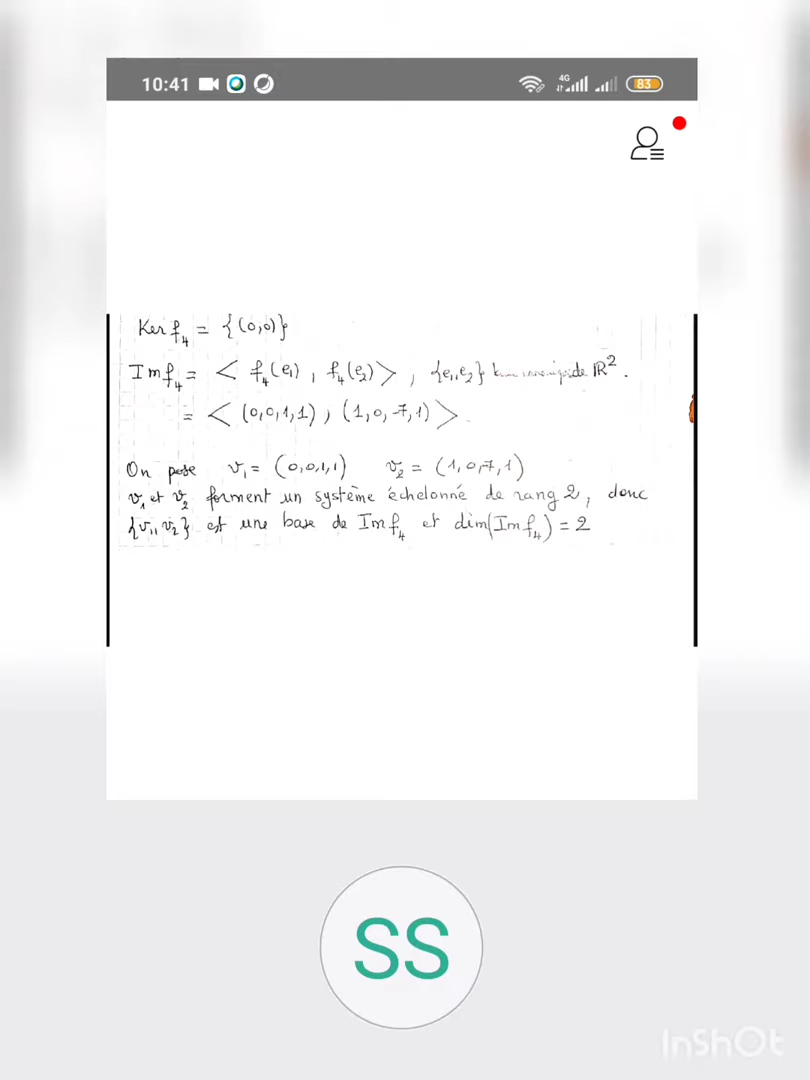 10:41 4G 83
Ker f₄ = {(0,0)}
Im f₄ = < f₄(e₁) , f₄(e₂) > , {e₁,e₂} ℝ² .
= < (0,0,1,1) , (1,0,-7,1) >
On pose v₁ = (0,0,1,1) v₂ = (1,0,-7,1)
v₁ et v₂ forment un système échelonné de rang 2 , donc
{v₁,v₂} est une base de Im f₄ et dim(Im f₄) = 2
SS
InShOt